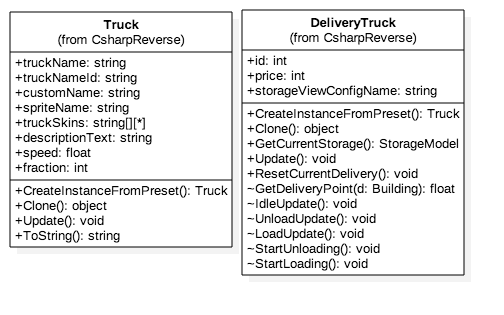 Truck
(from CsharpReverse)
+truckName: string
+truckNameId: string
+customName: string
+spriteName: string
+truckSkins: string[][*]
+descriptionText: string
+speed: float
+fraction: int
+CreateInstanceFromPreset(): Truck
+Clone(): object
+Update(): void
+ToString(): string
DeliveryTruck
(from CsharpReverse)
+id: int
+price: int
+storageViewConfigName: string
+CreateInstanceFromPreset(): Truck
+Clone(): object
+GetCurrentStorage(): StorageModel
+Update(): void
+ResetCurrentDelivery(): void
~GetDeliveryPoint(d: Building): float
~IdleUpdate(): void
~UnloadUpdate(): void
~LoadUpdate(): void
~StartUnloading(): void
~StartLoading(): void